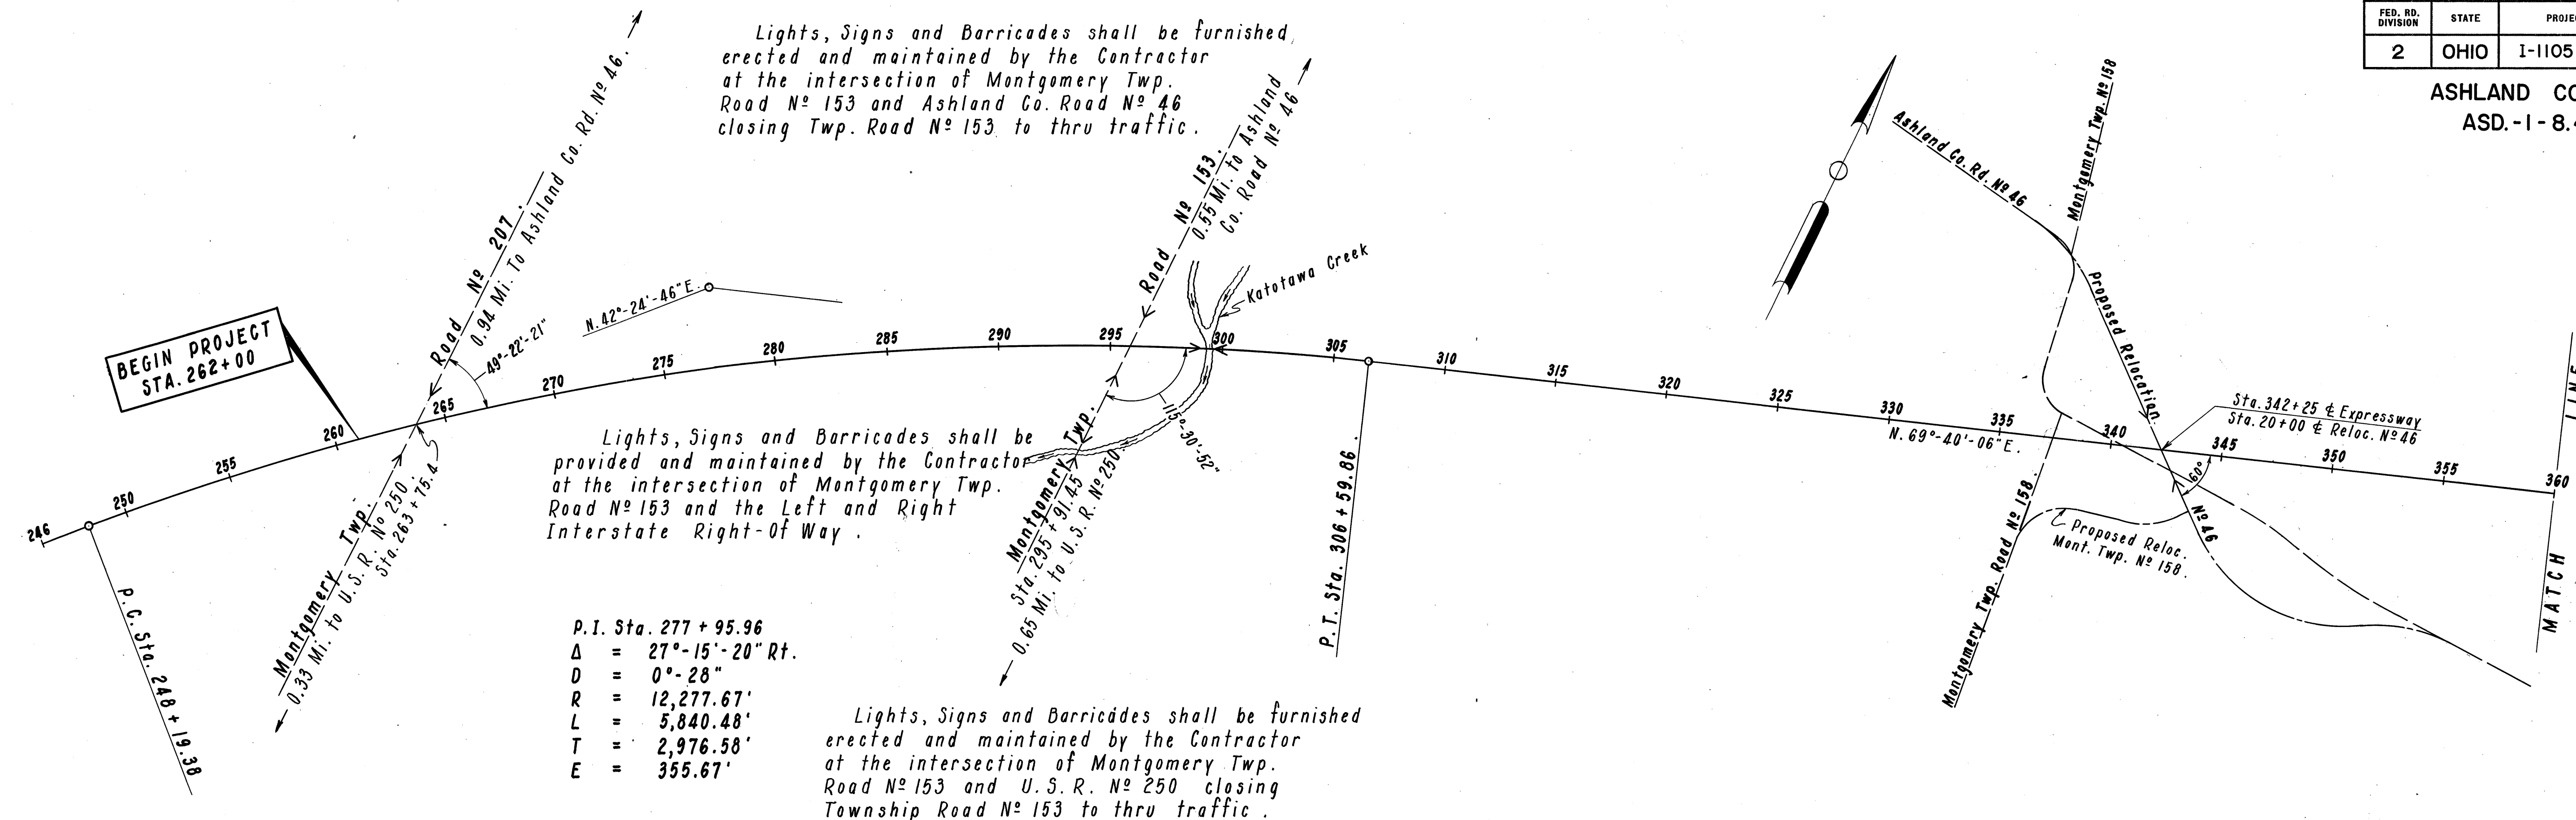 Lights, Signs and Barricades shall be furnished,
erected and maintained by the Contractor
at the intersection of Montgomery Twp.
Road Nº 153 and Ashland Co. Road Nº 46
closing Twp. Road Nº 153 to thru traffic.
FED. RD. DIVISION
STATE
2
OHIO
I-1105
ASD.-1-8.
BEGIN PROJECT
STA. 262+00
Road Nº 207.
0.94 Mi. To Ashland Co. Rd. Nº 46.
49°-22'-21"
N. 42°-24'-46" E.
Montgomery Twp.
0.33 Mi. to U.S.R. Nº 250.
Sta. 263+75.4
P.C. Sta. 248+19.38
Road Nº 153.
0.55 Mi. to Ashland
Co. Road Nº 46
Katotawa Creek
115°-30'-52"
Montgomery Twp.
Sta. 295+91.45
0.65 Mi. to U.S.R. Nº 250.
P.T. Sta. 306+59.86.
246
250
255
260
265
270
275
280
285
290
295
300
305
310
315
320
325
330
335
340
345
350
355
360
Lights, Signs and Barricades shall be
provided and maintained by the Contractor
at the intersection of Montgomery Twp.
Road Nº 153 and the Left and Right
Interstate Right-Of Way.
P.I. Sta. 277+95.96
Δ = 27°-15'-20" Rt.
D = 0°-28"
R = 12,277.67'
L = 5,840.48'
T = 2,976.58'
E = 355.67'
Lights, Signs and Barricades shall be furnished
erected and maintained by the Contractor
at the intersection of Montgomery Twp.
Road Nº 153 and U.S.R. Nº 250 closing
Township Road Nº 153 to thru traffic.
Ashland Co. Rd. Nº 46
Montgomery Twp. Nº 158
Proposed Relocation.
N. 69°-40'-06" E.
Sta. 342+25 ℄ Expressway
Sta. 20+00 ℄ Reloc. Nº 46
60°
Nº 46
Proposed Reloc.
Mont. Twp. Nº 158.
Montgomery Twp. Road Nº 158.
MATCH LINE
ASHLAND